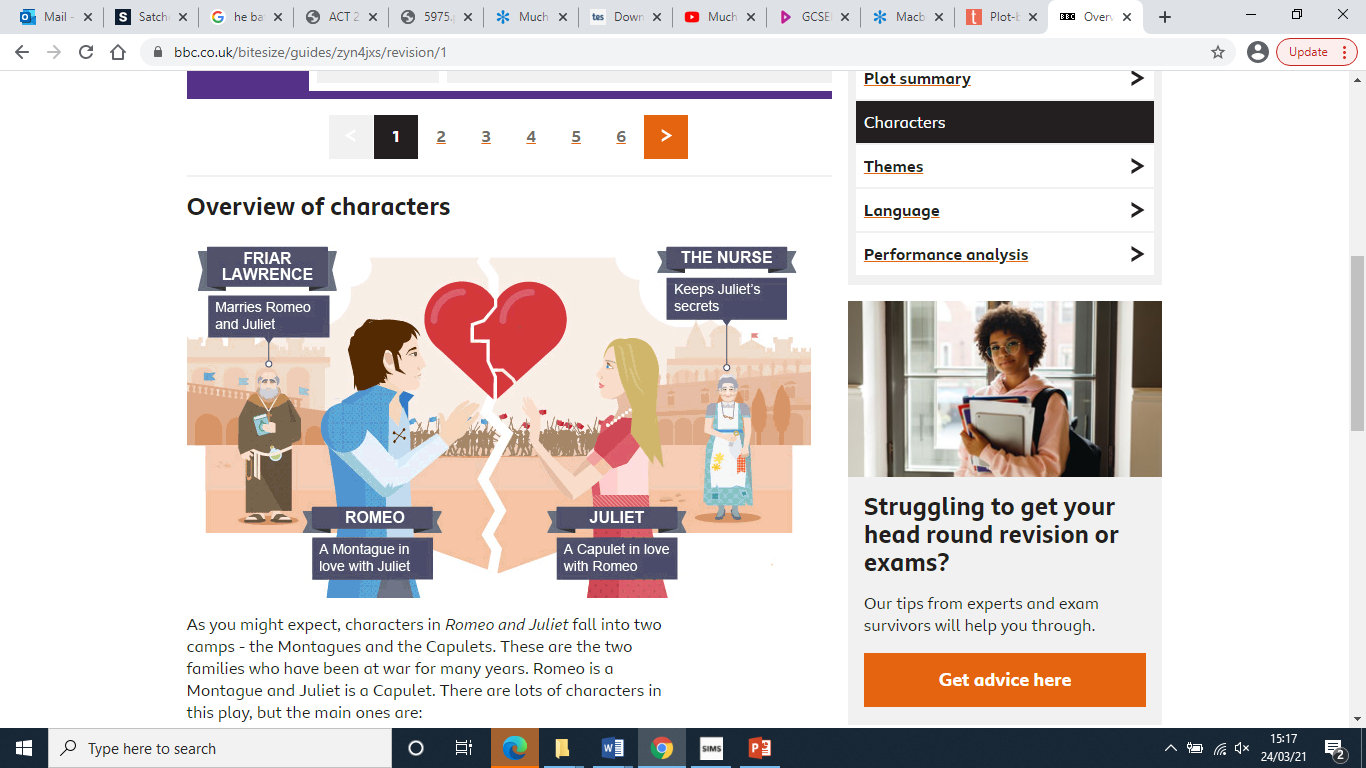 Mail -
Satch
he ba
ACT 2
5975.
Much
tes
Down
Much
GCSE
Macb
Plot-b
BBC
Over
bbc.co.uk/bitesize/guides/zyn4jxs/revision/1
Update
Plot summary
Characters
Themes
Language
Performance analysis
< 1 2 3 4 5 6 >
Overview of characters
FRIAR
LAWRENCE
Marries Romeo
and Juliet
THE NURSE
Keeps Juliet's
secrets
ROMEO
A Montague in
love with Juliet
JULIET
A Capulet in love
with Romeo
As you might expect, characters in Romeo and Juliet fall into two
camps - the Montagues and the Capulets. These are the two
families who have been at war for many years. Romeo is a
Montague and Juliet is a Capulet. There are lots of characters in
this play, but the main ones are:
Struggling to get your
head round revision or
exams?
Our tips from experts and exam
survivors will help you through.
Get advice here
Type here to search
SIMS
15:17
24/03/21
2